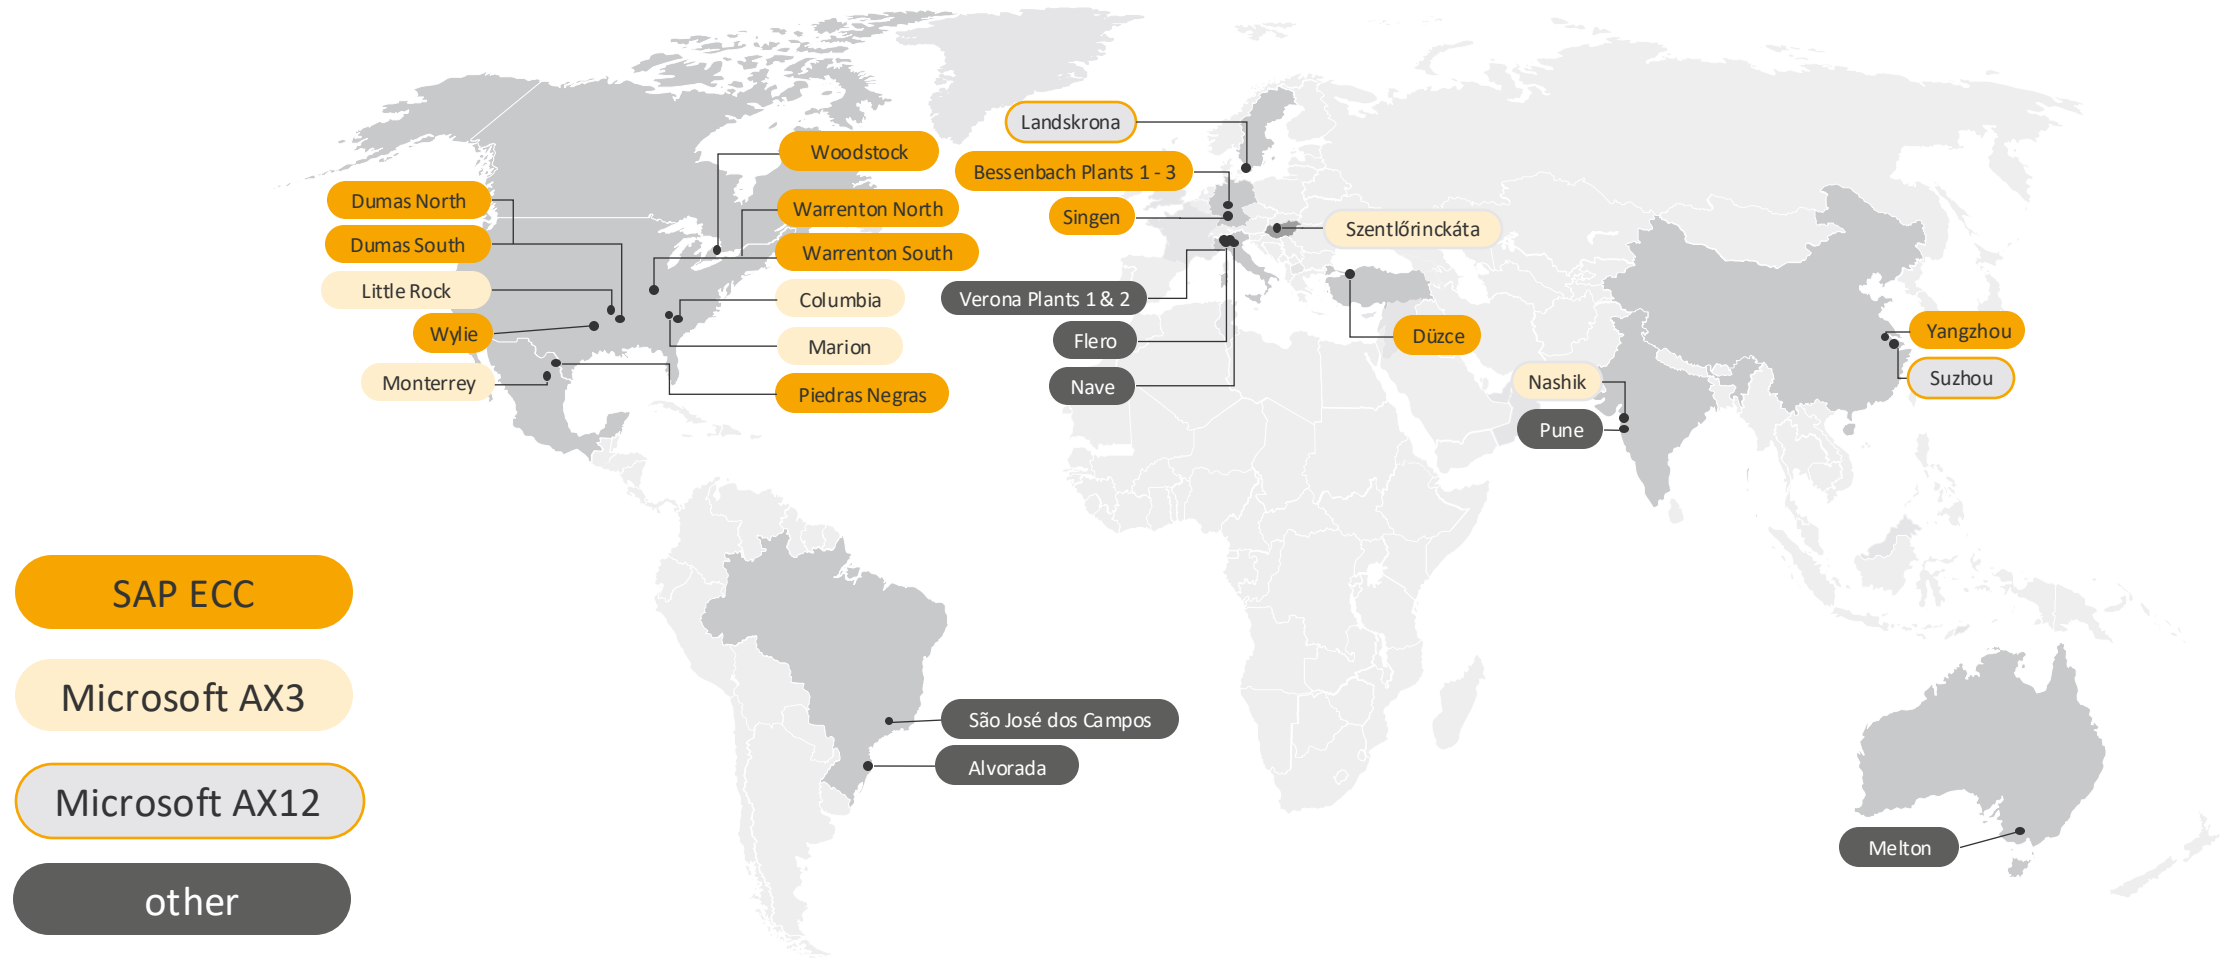 Landskrona
Woodstock
Bessenbach Plants 1 - 3
Dumas North
Warrenton North
Singen
Szentlőrinckáta
Dumas South
Warrenton South
Little Rock
Columbia
Verona Plants 1 & 2
Wylie
Düzce
Yangzhou
Flero
Marion
Monterrey
Nashik
Suzhou
Nave
Piedras Negras
Pune
SAP ECC
Microsoft AX3
São José dos Campos
Alvorada
Microsoft AX12
Melton
other